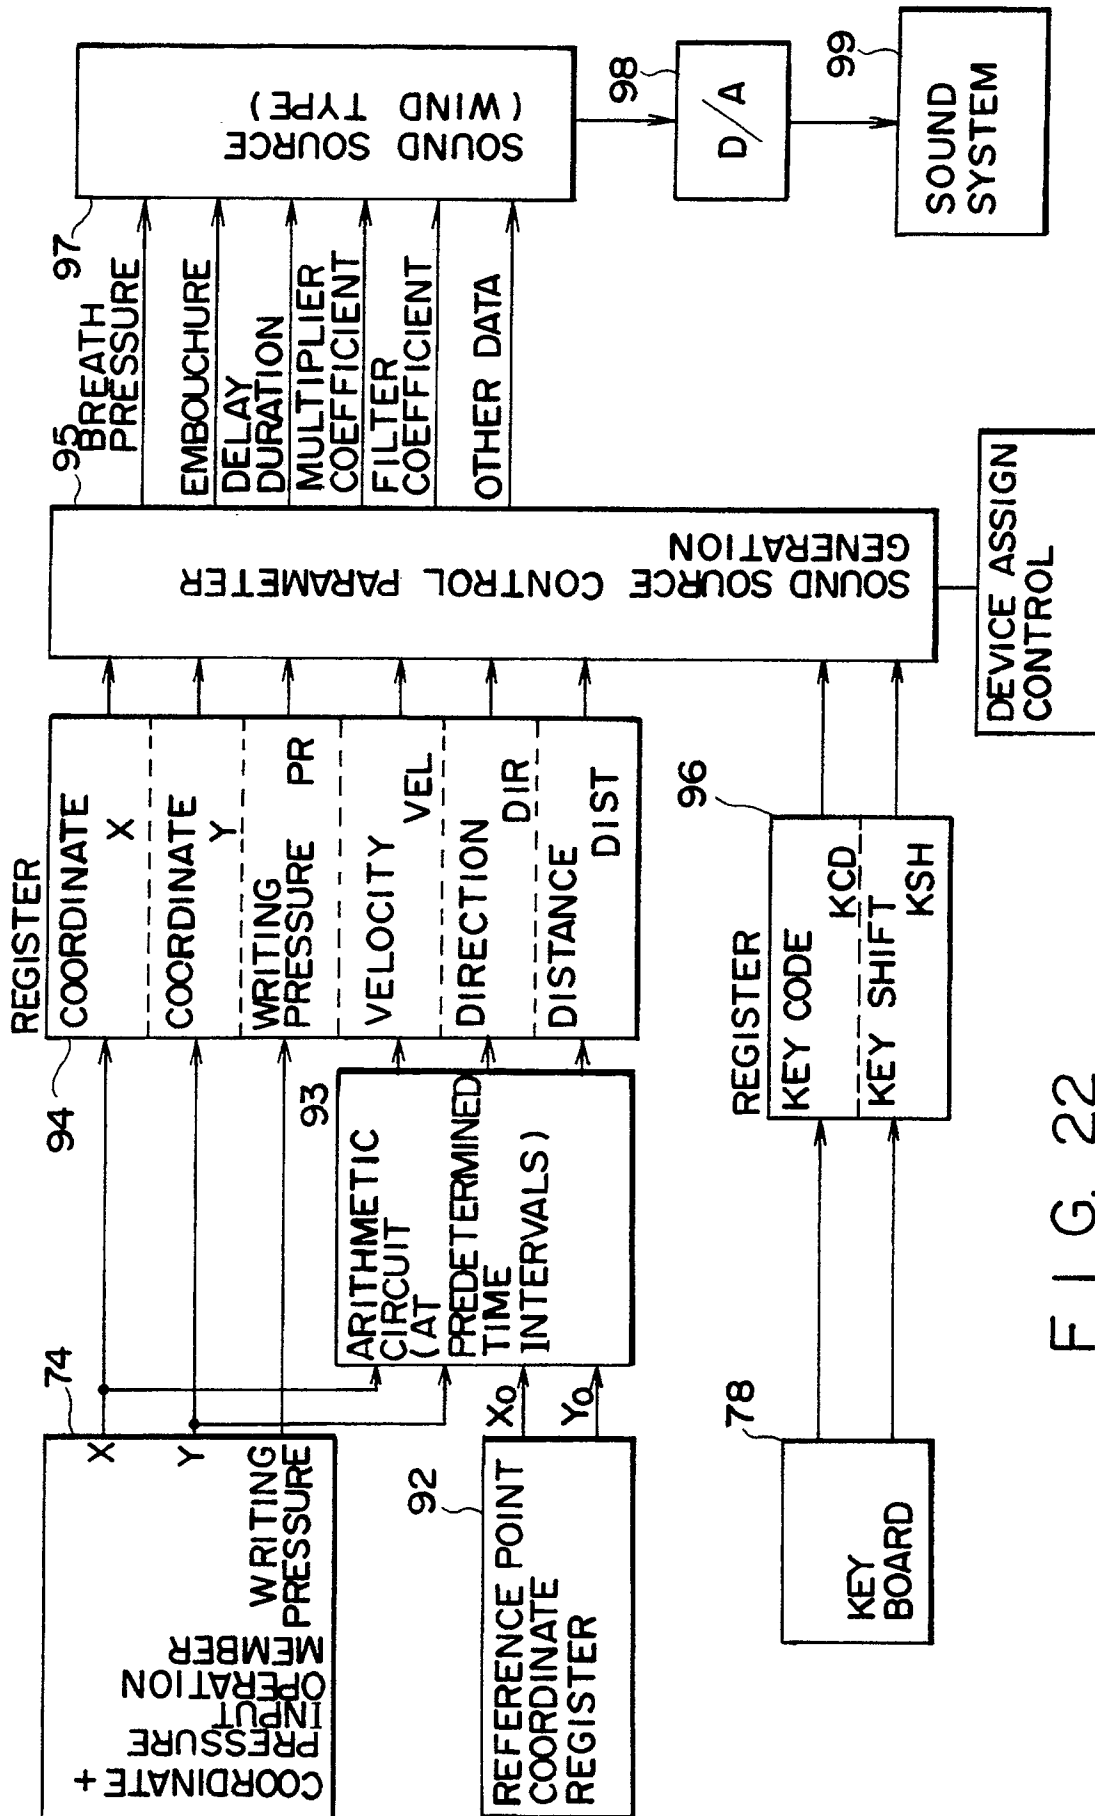 COORDINATE +
PRESSURE
INPUT
OPERATION
MEMBER
X
Y
WRITING
PRESSURE
74
REFERENCE POINT
COORDINATE
REGISTER
92
X0
Y0
ARITHMETIC
CIRCUIT
(AT
PREDETERMINED
TIME
INTERVALS)
93
REGISTER
94
COORDINATE
X
COORDINATE
Y
WRITING
PRESSURE PR
VELOCITY
VEL
DIRECTION
DIR
DISTANCE
DIST
KEY
BOARD
78
REGISTER
96
KEY CODE
KCD
KEY SHIFT
KSH
SOUND SOURCE CONTROL PARAMETER
GENERATION
95
DEVICE ASSIGN
CONTROL
BREATH
PRESSURE
EMBOUCHURE
DELAY
DURATION
MULTIPLIER
COEFFICIENT
FILTER
COEFFICIENT
OTHER DATA
97
SOUND SOURCE
(WIND TYPE)
98
D/A
99
SOUND
SYSTEM
FIG. 22